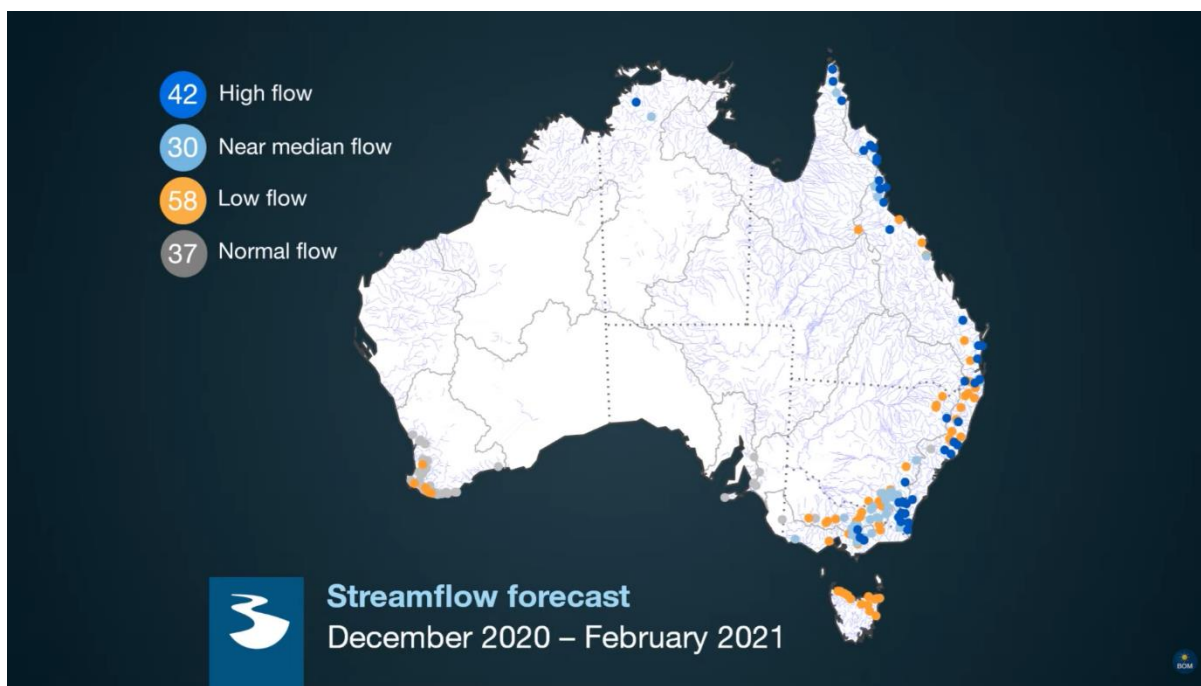 42 High flow
30 Near median flow
58 Low flow
37 Normal flow
Streamflow forecast
December 2020 – February 2021
BOM